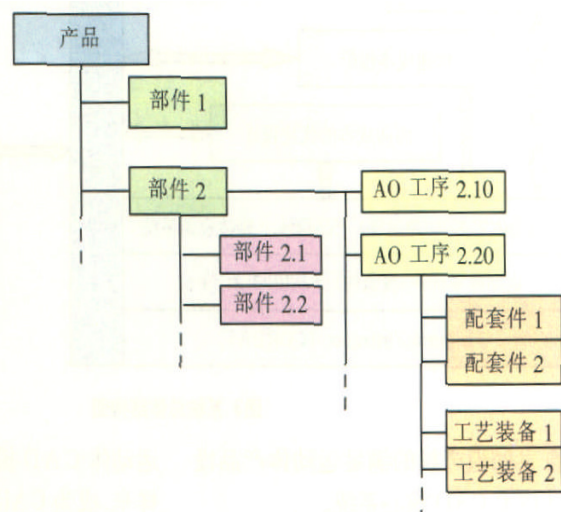 产品
部件 1
部件 2
AO 工序 2.10
部件 2.1
AO 工序 2.20
部件 2.2
配套件 1
配套件 2
工艺装备 1
工艺装备 2